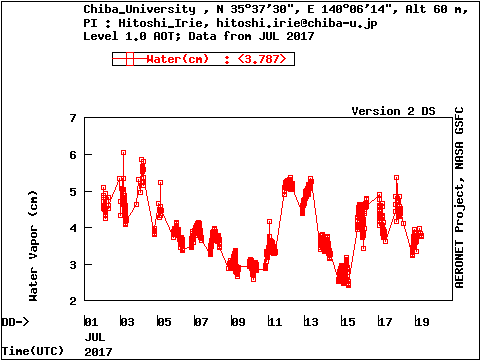 Chiba_University , N 35°37'30", E 140°06'14", Alt 60 m,
PI : Hitoshi_Irie, hitoshi.irie@chiba-u.jp
Level 1.0 AOT; Data from JUL 2017
Water(cm) : <3.787>
Version 2 DS
7
6
5
4
3
2
Water Vapor (cm)
AERONET Project, NASA GSFC
DD-> 01 03 05 07 09 11 13 15 17 19
JUL
Time(UTC) 2017